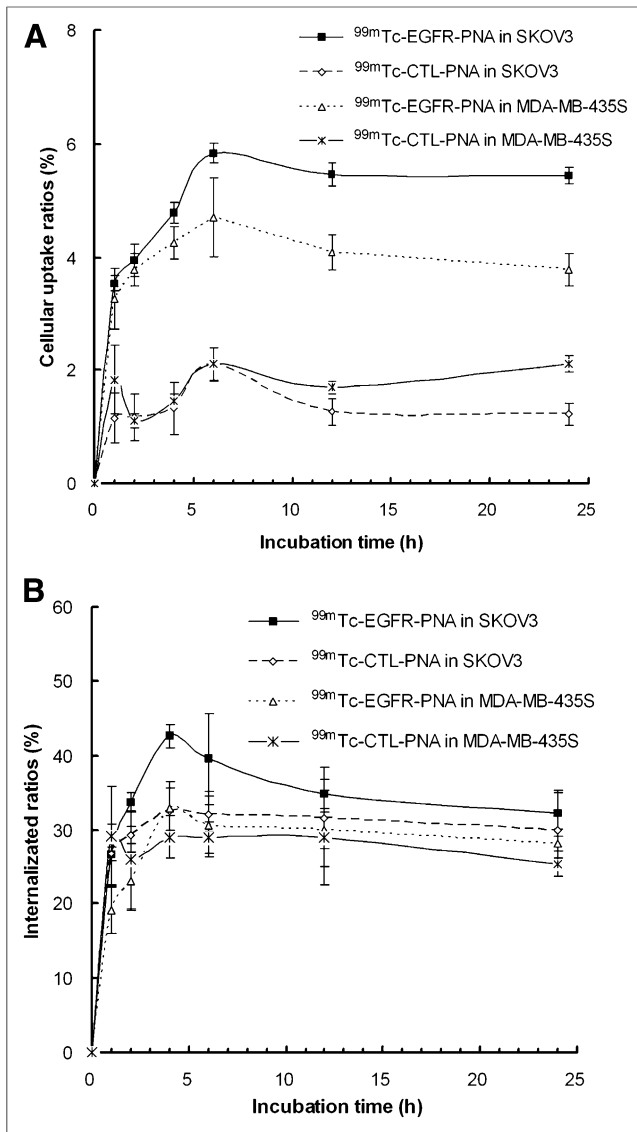 A
8
6
4
2
0
Cellular uptake ratios (%)
99mTc-EGFR-PNA in SKOV3
99mTc-CTL-PNA in SKOV3
99mTc-EGFR-PNA in MDA-MB-435S
99mTc-CTL-PNA in MDA-MB-435S
0 5 10 15 20 25
Incubation time (h)
B
60
50
40
30
20
10
0
Internalizated ratios (%)
99mTc-EGFR-PNA in SKOV3
99mTc-CTL-PNA in SKOV3
99mTc-EGFR-PNA in MDA-MB-435S
99mTc-CTL-PNA in MDA-MB-435S
0 5 10 15 20 25
Incubation time (h)